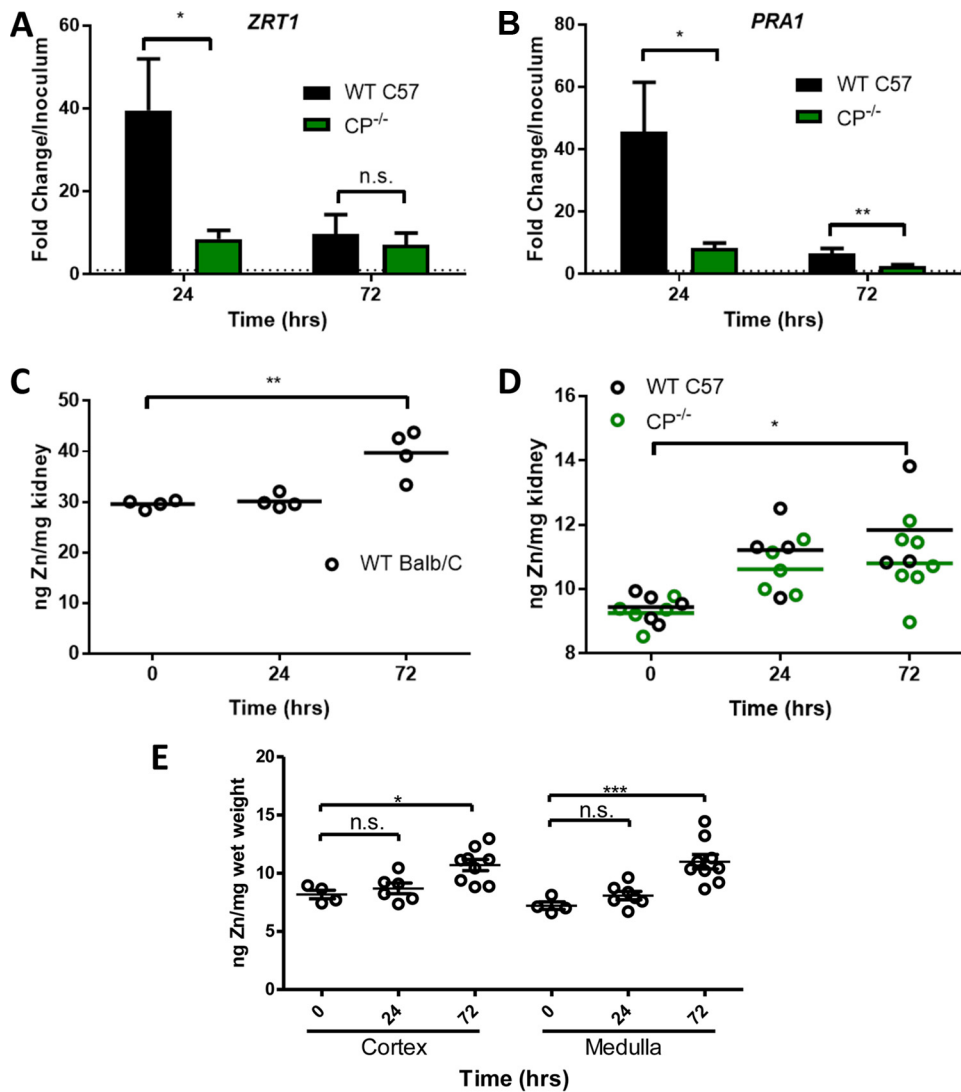 A
ZRT1
Fold Change/Inoculum
60
40
20
0
*
n.s.
WT C57
CP-/-
24 72
Time (hrs)
B
PRA1
Fold Change/Inoculum
80
60
40
20
0
*
**
WT C57
CP-/-
24 72
Time (hrs)
C
ng Zn/mg kidney
50
40
30
20
10
0
**
WT Balb/C
0 24 72
Time (hrs)
D
WT C57
CP-/-
ng Zn/mg kidney
16
14
12
10
8
*
0 24 72
Time (hrs)
E
ng Zn/mg wet weight
20
15
10
5
0
*
n.s.
***
n.s.
0 24 72 0 24 72
Cortex Medulla
Time (hrs)